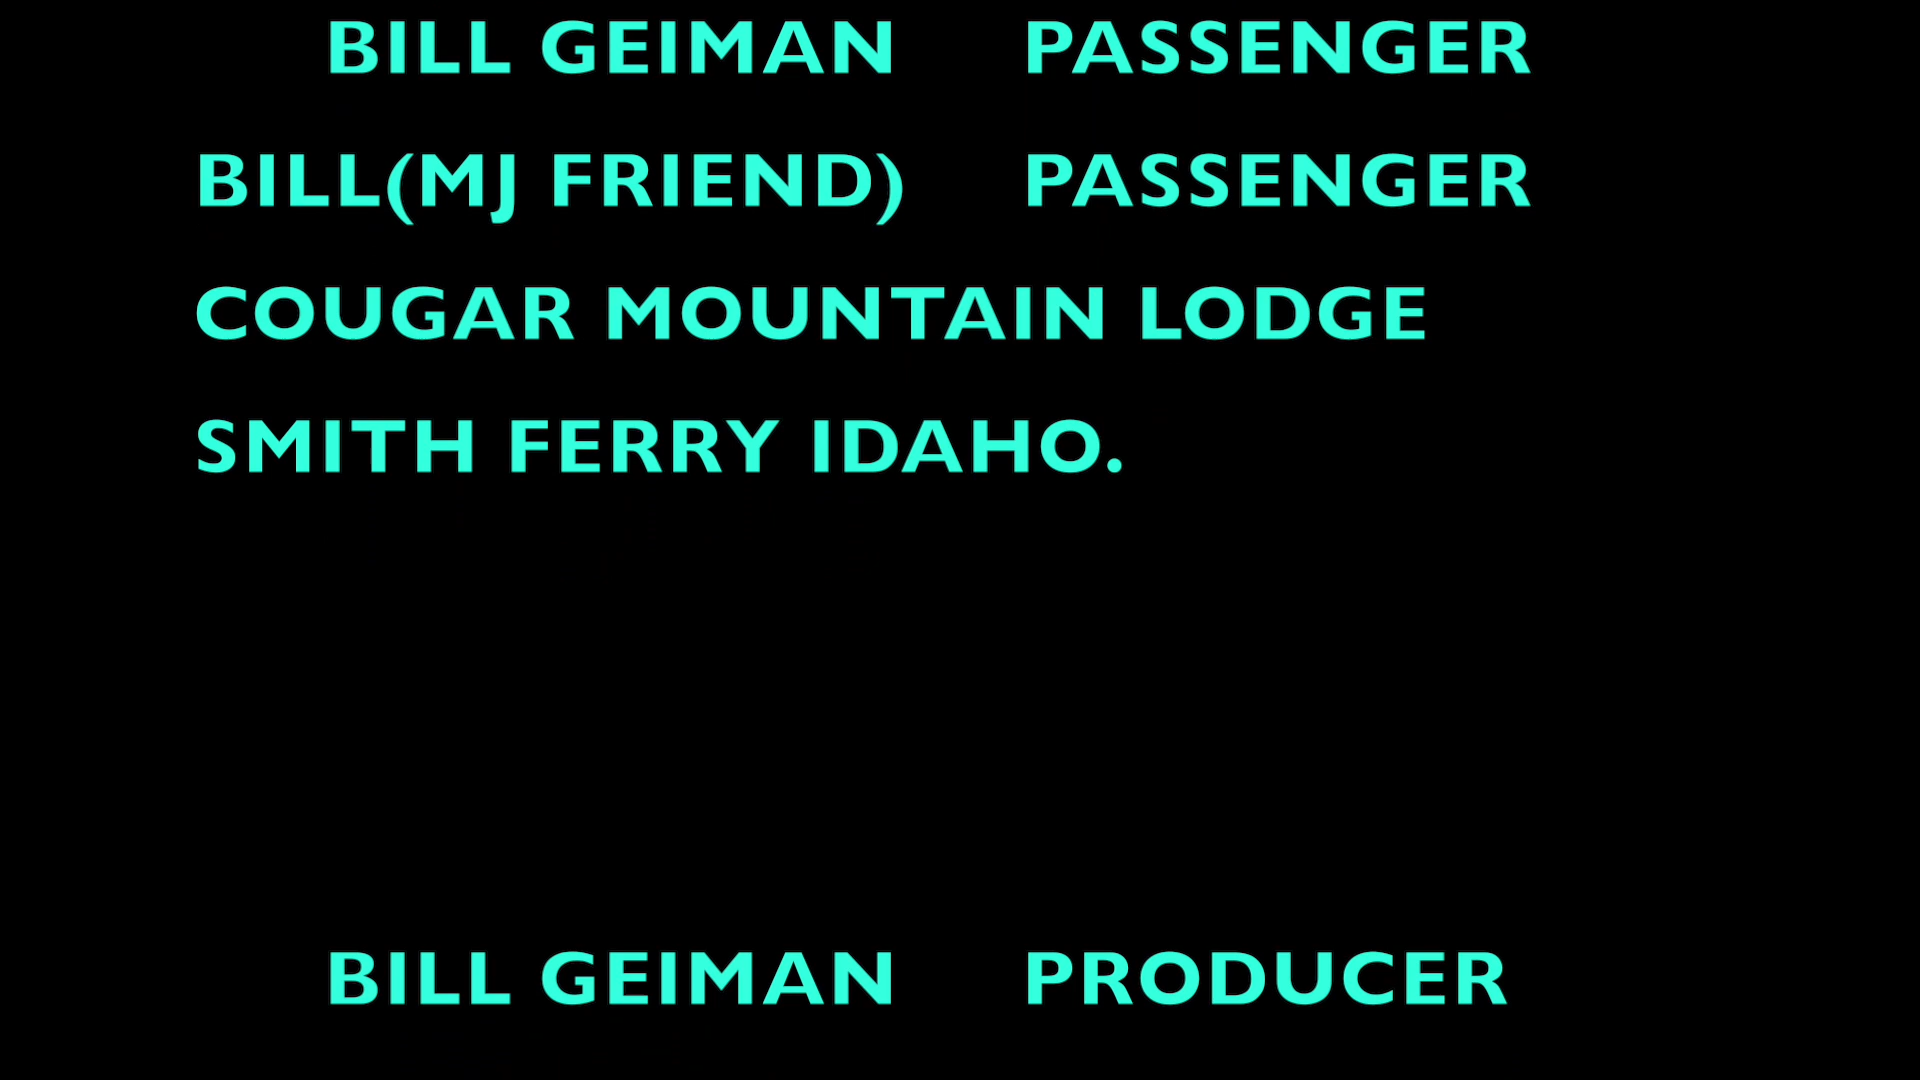 BILL GEIMAN PASSENGER
BILL(MJ FRIEND) PASSENGER
COUGAR MOUNTAIN LODGE
SMITH FERRY IDAHO.
BILL GEIMAN PRODUCER